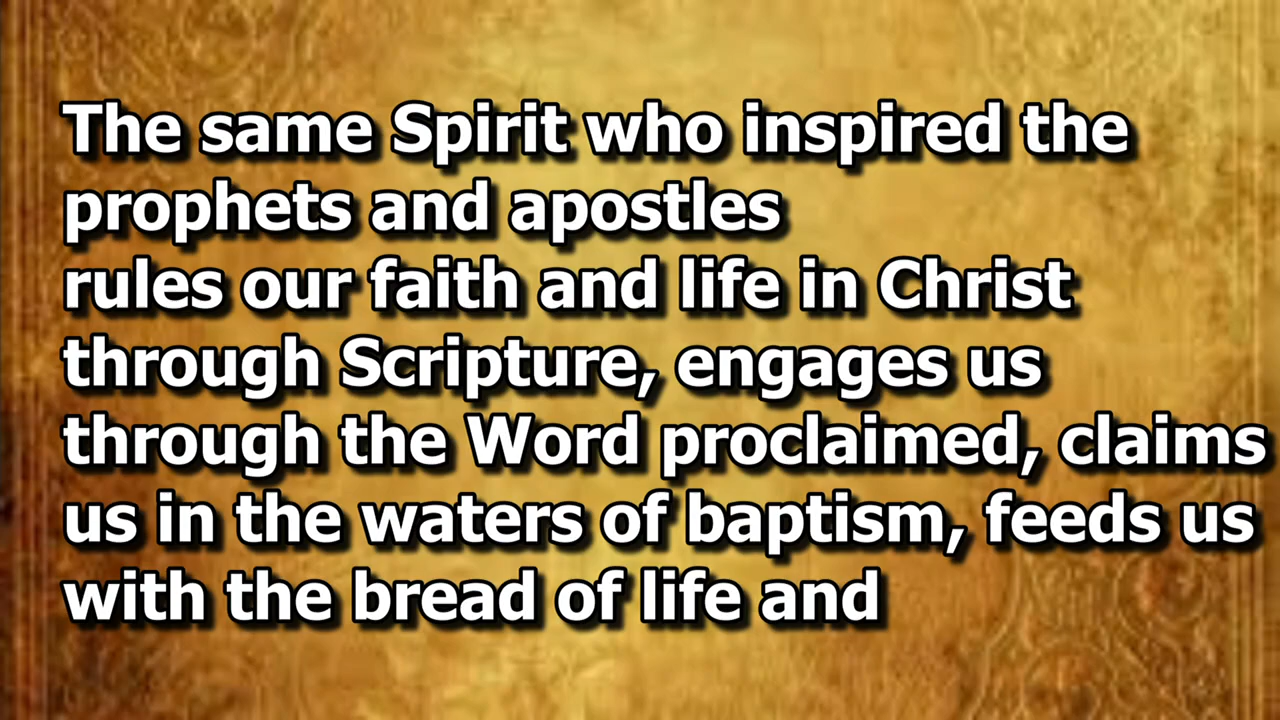 The same Spirit who inspired the
prophets and apostles
rules our faith and life in Christ
through Scripture, engages us
through the Word proclaimed, claims
us in the waters of baptism, feeds us
with the bread of life and